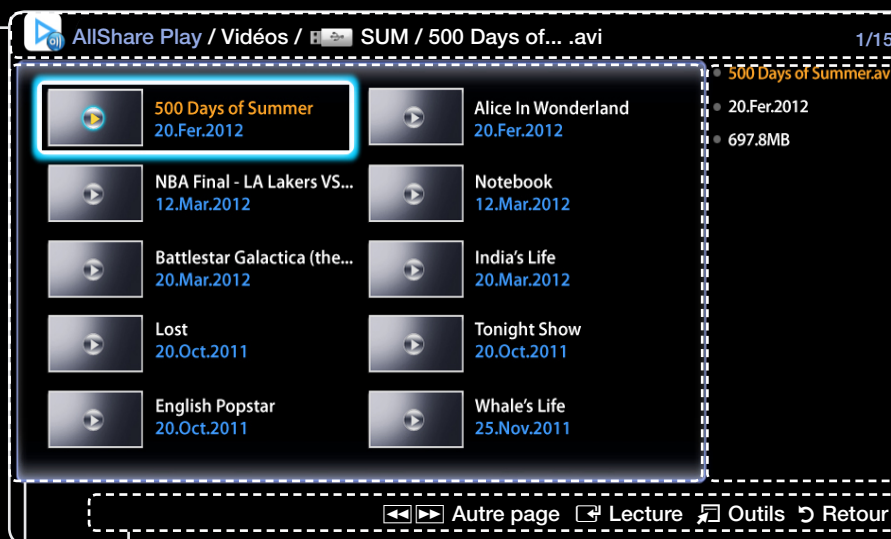 AllShare Play / Vidéos / SUM / 500 Days of... .avi 1/15
500 Days of Summer
20.Fer.2012
Alice In Wonderland
20.Fer.2012
NBA Final - LA Lakers VS...
12.Mar.2012
Notebook
12.Mar.2012
Battlestar Galactica (the...
20.Mar.2012
India's Life
20.Mar.2012
Lost
20.Oct.2011
Tonight Show
20.Oct.2011
English Popstar
20.Oct.2011
Whale's Life
25.Nov.2011
500 Days of Summer.av
20.Fer.2012
697.8MB
Autre page Lecture Outils Retour